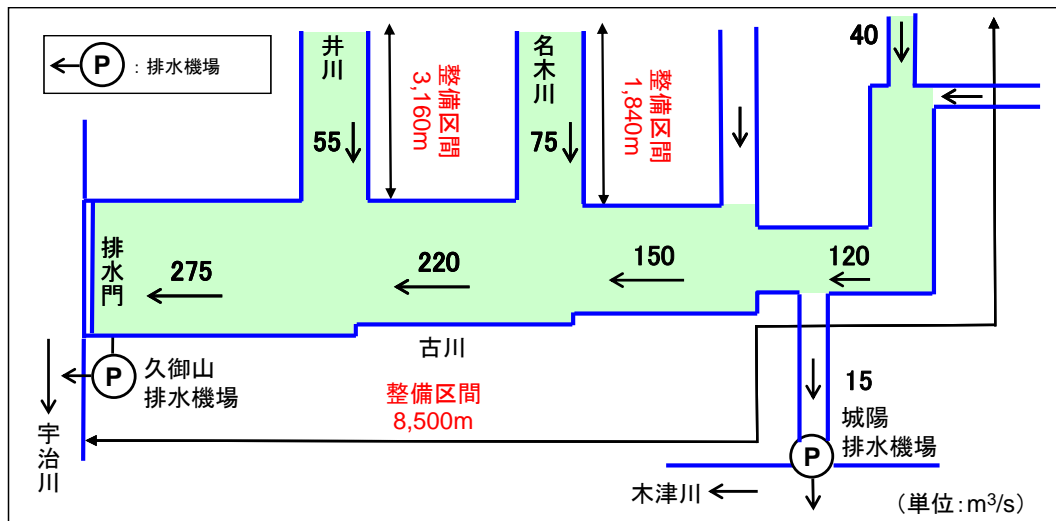 P
：排水機場
井川
整備区間
3,160m
名木川
整備区間
1,840m
40
55
75
排水門
275
220
150
120
古川
P
久御山
排水機場
整備区間
8,500m
宇治川
15
城陽
排水機場
P
木津川
（単位：m³/s）